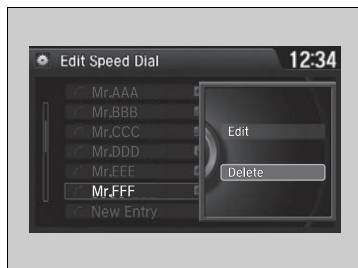 Edit Speed Dial
12:34
Mr.AAA
Mr.BBB
Mr.CCC
Mr.DDD
Mr.EEE
Mr.FFF
New Entry
Edit
Delete